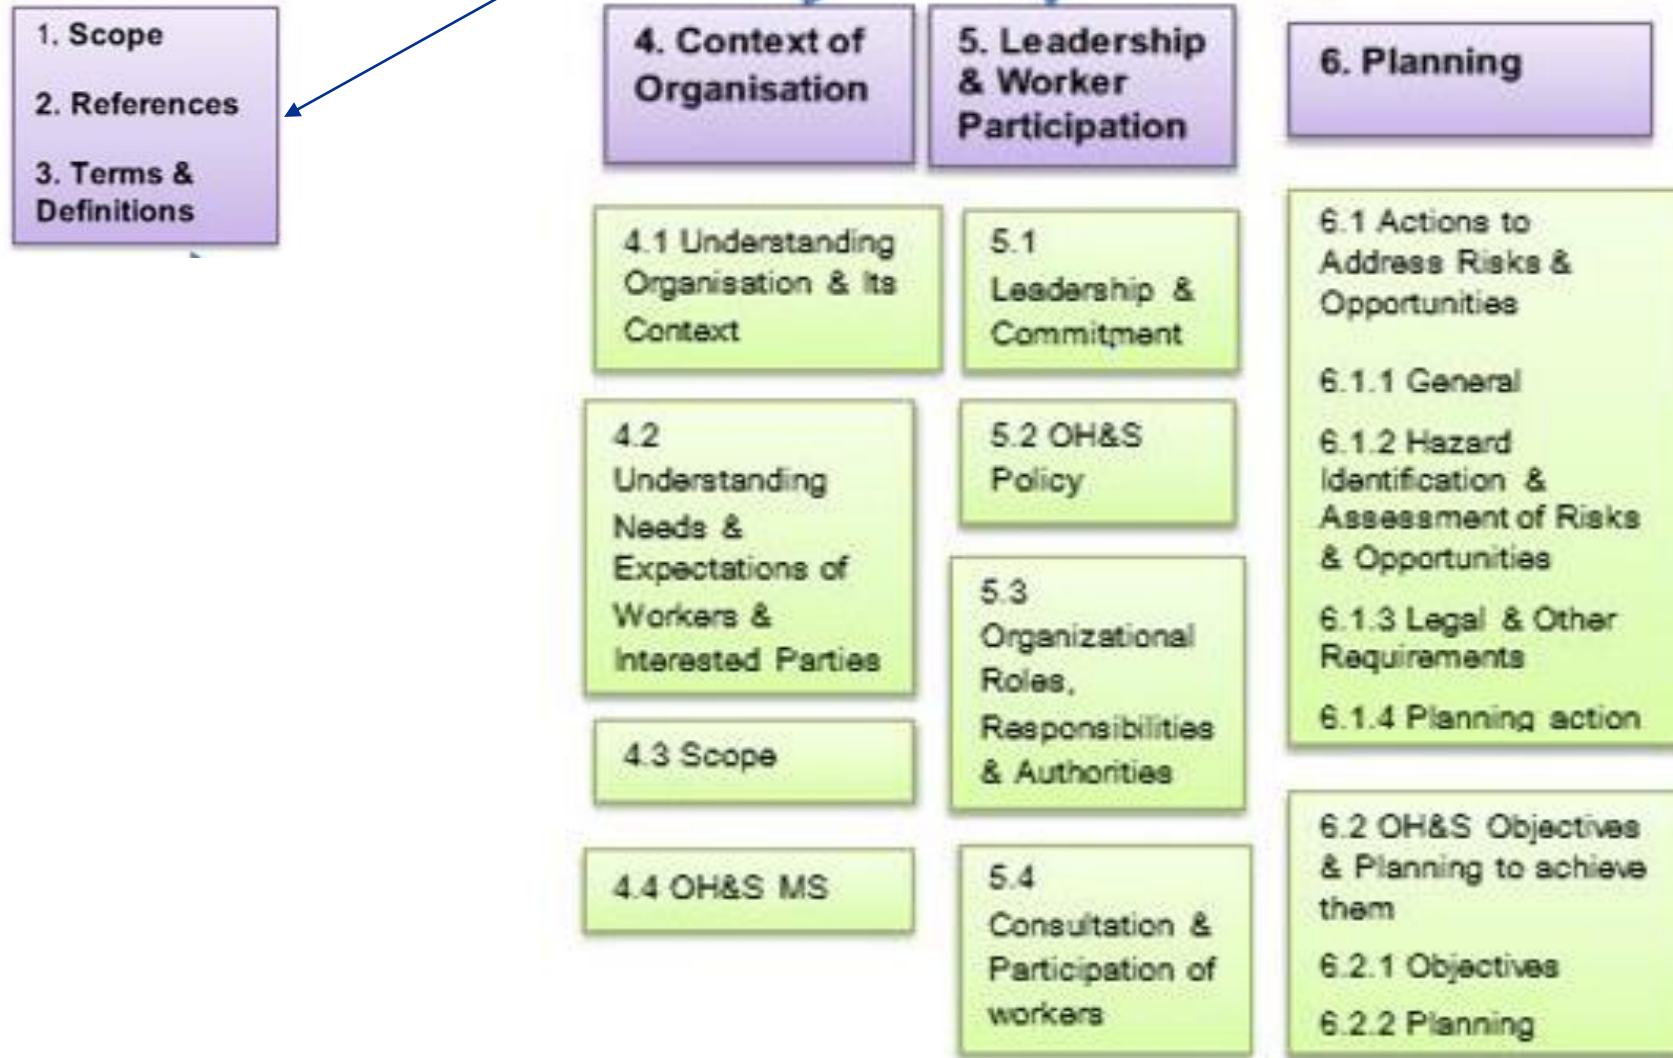 1. Scope
2. References
3. Terms &
Definitions
4. Context of
Organisation
4.1 Understanding
Organisation & Its
Context
4.2
Understanding
Needs &
Expectations of
Workers &
Interested Parties
4.3 Scope
4.4 OH&S MS
5. Leadership
& Worker
Participation
5.1
Leadership &
Commitment
5.2 OH&S
Policy
5.3
Organizational
Roles,
Responsibilities
& Authorities
5.4
Consultation &
Participation of
workers
6. Planning
6.1 Actions to
Address Risks &
Opportunities
6.1.1 General
6.1.2 Hazard
Identification &
Assessment of Risks
& Opportunities
6.1.3 Legal & Other
Requirements
6.1.4 Planning action
6.2 OH&S Objectives
& Planning to achieve
them
6.2.1 Objectives
6.2.2 Planning